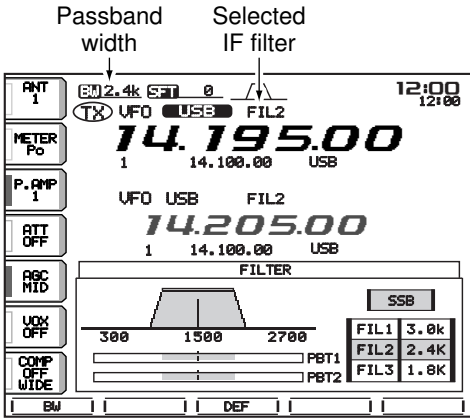 Passband width
Selected IF filter
ANT 1
BW 2.4k SFT 0
12:00
12:00
TX VFO USB FIL2
METER Po
14.195.00
1 14.100.00 USB
P.AMP 1
VFO USB FIL2
ATT OFF
14.205.00
1 14.100.00 USB
FILTER
AGC MID
SSB
VOX OFF
300 1500 2700
FIL1 3.0k
FIL2 2.4K
FIL3 1.8K
PBT1
PBT2
COMP OFF WIDE
BW DEF